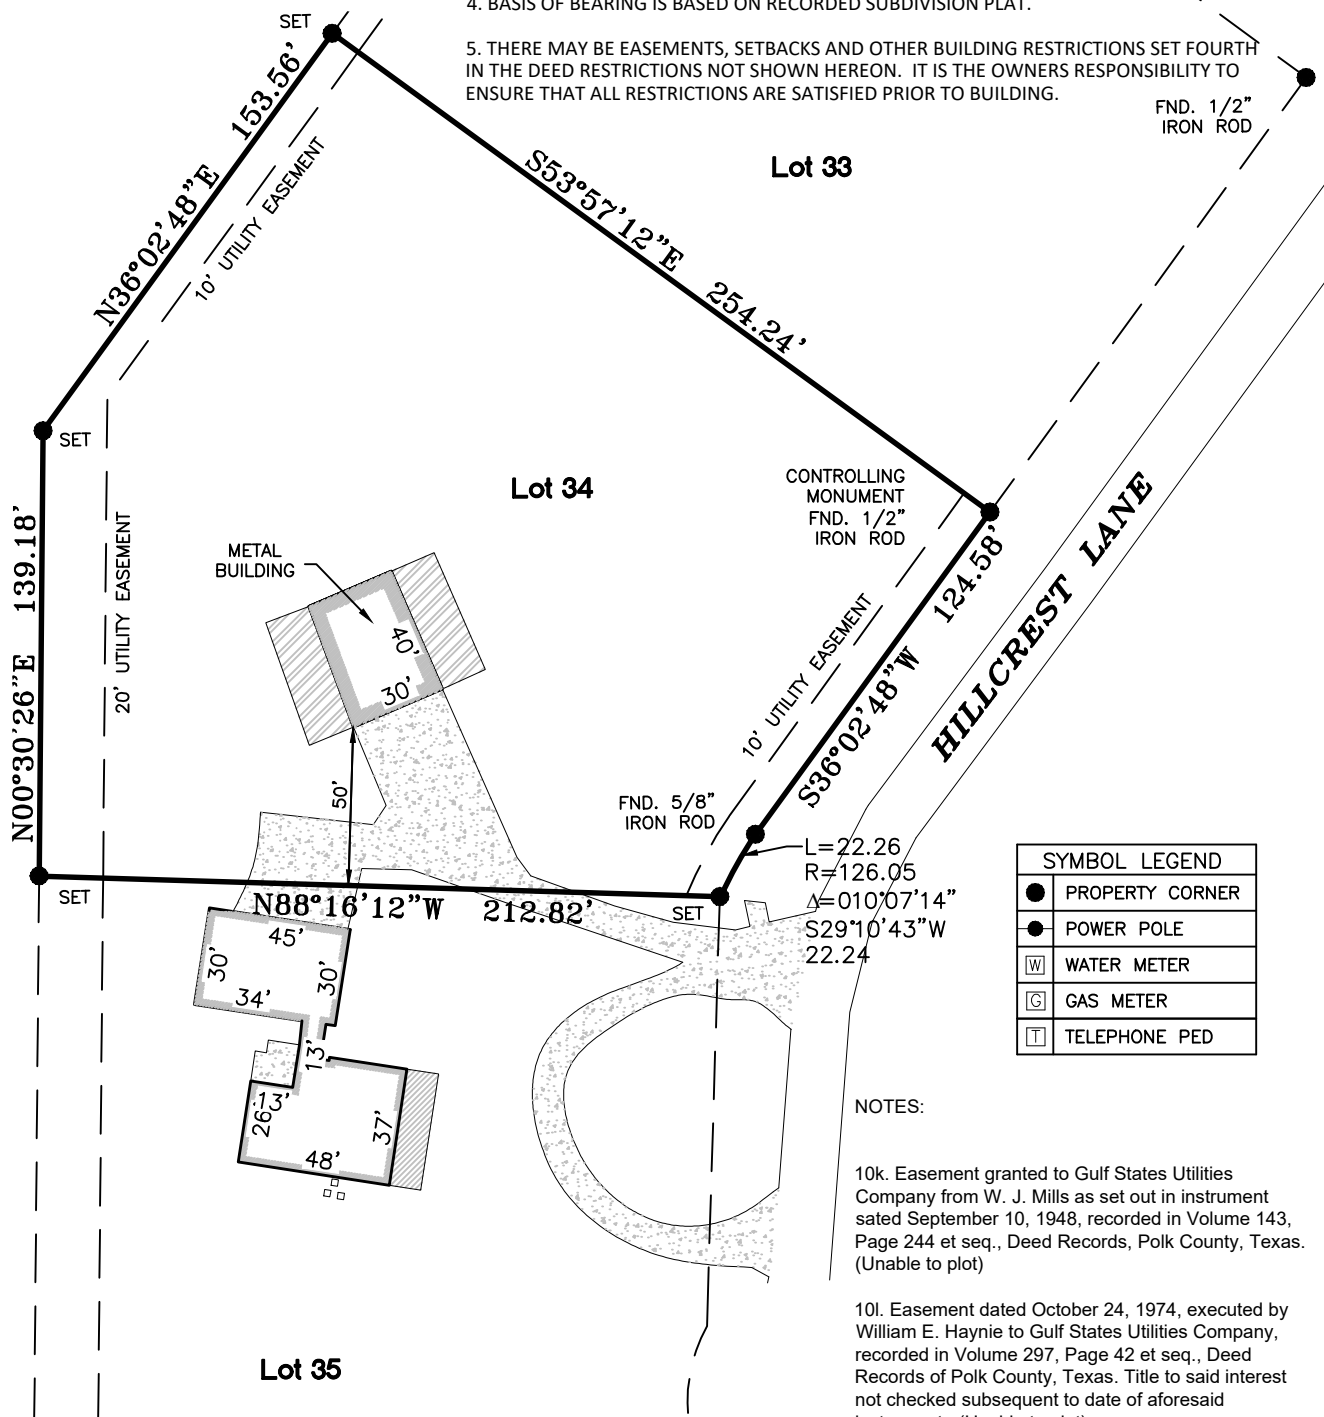 4. BASIS OF BEARING IS BASED ON RECORDED SUBDIVISION PLAT.
5. THERE MAY BE EASEMENTS, SETBACKS AND OTHER BUILDING RESTRICTIONS SET FOURTH
IN THE DEED RESTRICTIONS NOT SHOWN HEREON. IT IS THE OWNERS RESPONSIBILITY TO
ENSURE THAT ALL RESTRICTIONS ARE SATISFIED PRIOR TO BUILDING.
SET
N36°02'48"E 153.56'
10' UTILITY EASEMENT
S53°57'12"E 254.24'
Lot 33
FND. 1/2"
IRON ROD
SET
Lot 34
CONTROLLING
MONUMENT
FND. 1/2"
IRON ROD
N00°30'26"E 139.18'
20' UTILITY EASEMENT
METAL
BUILDING
40'
30'
50'
10' UTILITY EASEMENT
S36°02'48"W 124.58'
HILLCREST LANE
FND. 5/8"
IRON ROD
L=22.26
R=126.05
Δ=010°07'14"
S29°10'43"W
22.24
SET
N88°16'12"W 212.82'
SET
45'
30'
30'
34'
13'
13'
26'
37'
48'
Lot 35
SYMBOL LEGEND
PROPERTY CORNER
POWER POLE
W WATER METER
G GAS METER
T TELEPHONE PED
NOTES:
10k. Easement granted to Gulf States Utilities
Company from W. J. Mills as set out in instrument
sated September 10, 1948, recorded in Volume 143,
Page 244 et seq., Deed Records, Polk County, Texas.
(Unable to plot)
10l. Easement dated October 24, 1974, executed by
William E. Haynie to Gulf States Utilities Company,
recorded in Volume 297, Page 42 et seq., Deed
Records of Polk County, Texas. Title to said interest
not checked subsequent to date of aforesaid